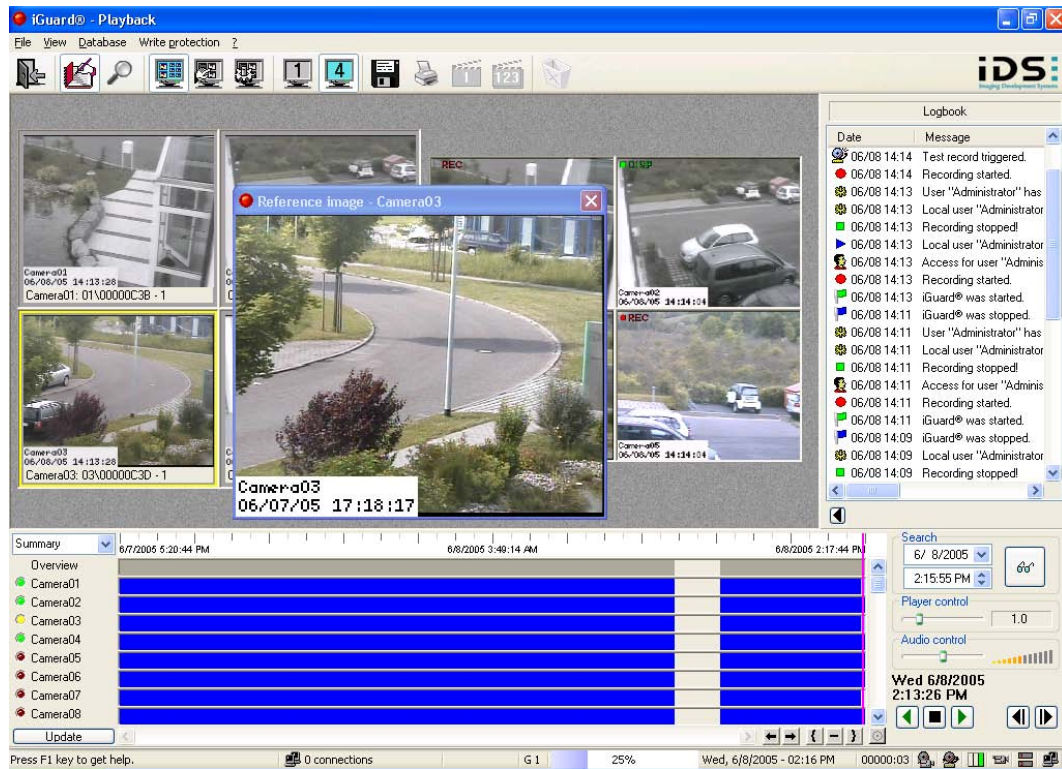 iGuard® - Playback
File View Database Write protection ?
1 4 1 123
iDS
Imaging Development Systems
REC
DISP
Camera01
06/08/05 14:13:28
Camera01: 01\00000C3B - 1
C
Camera02
06/08/05 14:14:04
REC
Camera03
06/08/05 14:13:28
Camera03: 03\00000C3D - 1
C
Camera05
06/08/05 14:14:04
Reference image - Camera03
Camera03
06/07/05 17:18:17
Logbook
Date Message
06/08 14:14 Test record triggered.
06/08 14:14 Recording started.
06/08 14:13 User "Administrator" has
06/08 14:13 Local user "Administrator
06/08 14:13 Recording stopped!
06/08 14:13 Local user "Administrator
06/08 14:13 Access for user "Adminis
06/08 14:13 Recording started.
06/08 14:13 iGuard® was started.
06/08 14:13 iGuard® was stopped.
06/08 14:11 User "Administrator" has
06/08 14:11 Local user "Administrator
06/08 14:11 Recording stopped!
06/08 14:11 Access for user "Adminis
06/08 14:11 Recording started.
06/08 14:11 iGuard® was started.
06/08 14:09 iGuard® was stopped.
06/08 14:09 Local user "Administrator
06/08 14:09 Recording stopped!
Summary
6/7/2005 5:20:44 PM 6/8/2005 3:49:14 AM 6/8/2005 2:17:44 PM
Overview
Camera01
Camera02
Camera03
Camera04
Camera05
Camera06
Camera07
Camera08
Update
Search
6/ 8/2005
2:15:55 PM
Player control
1.0
Audio control
Wed 6/8/2005
2:13:26 PM
Press F1 key to get help. 0 connections G 1 25% Wed, 6/8/2005 - 02:16 PM 00000:03